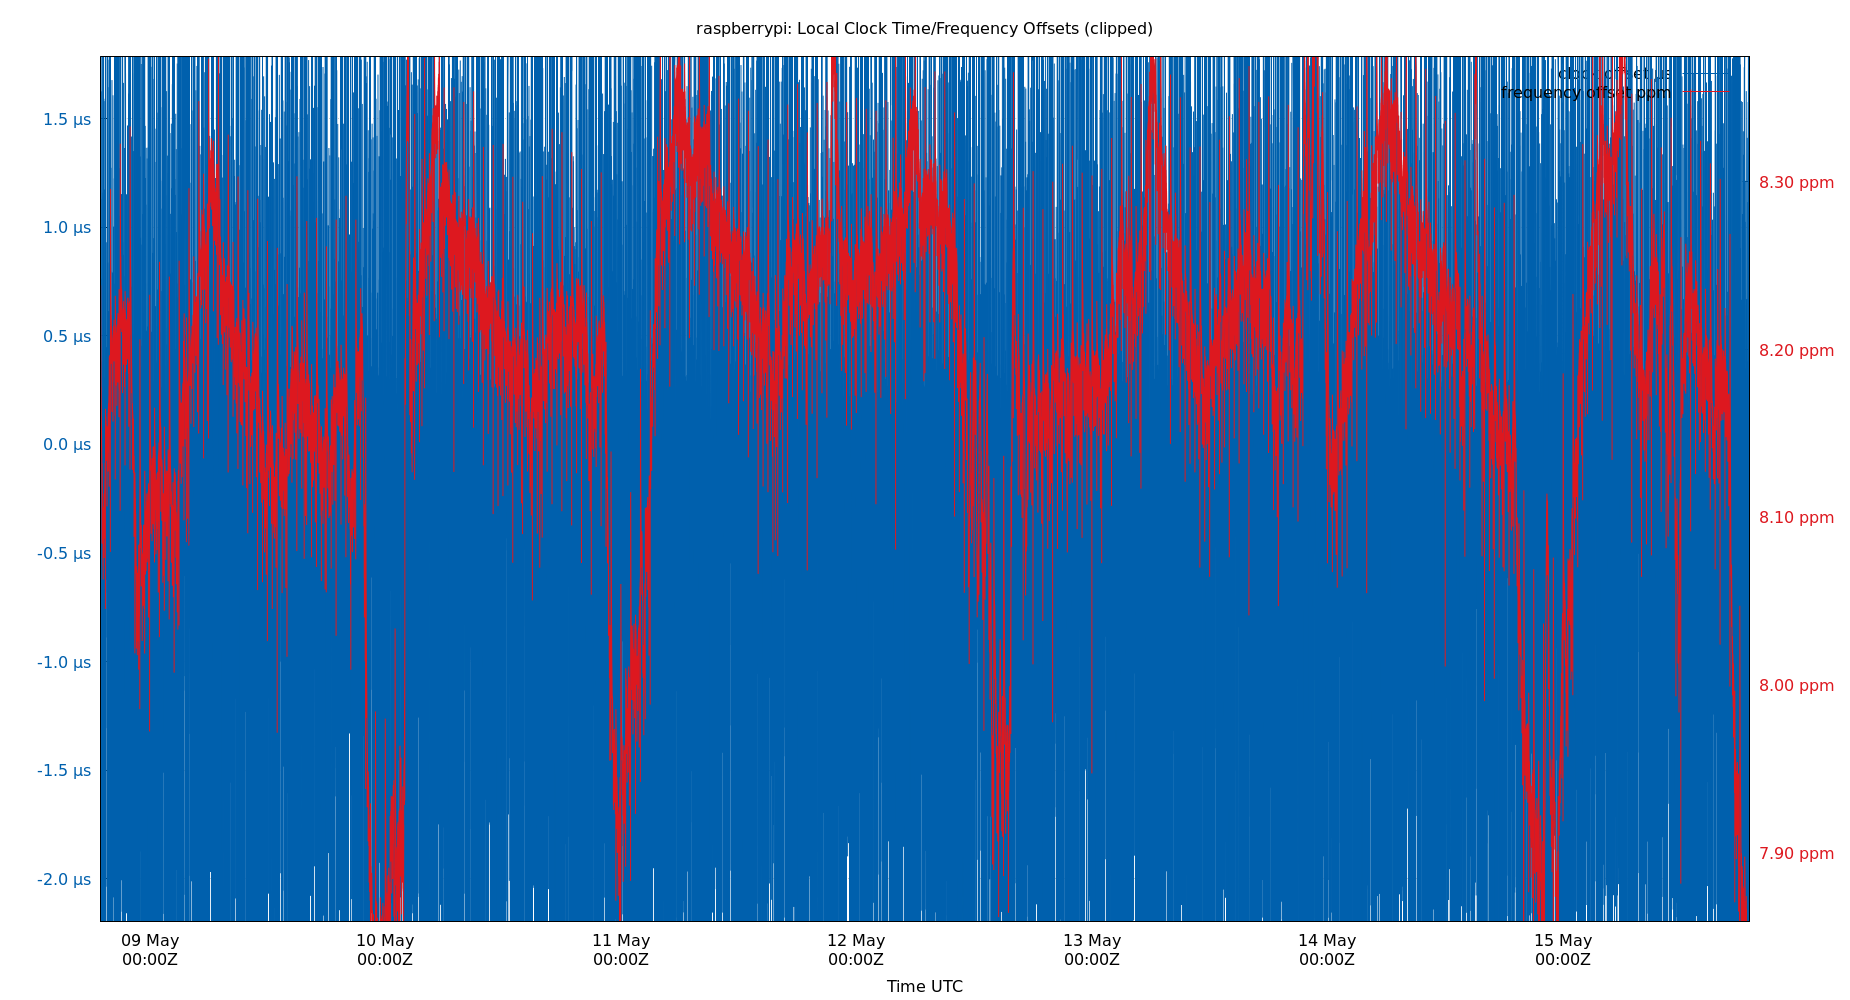 raspberrypi: Local Clock Time/Frequency Offsets (clipped)
clock offset µs
frequency offset ppm
1.5 µs
1.0 µs
0.5 µs
0.0 µs
-0.5 µs
-1.0 µs
-1.5 µs
-2.0 µs
8.30 ppm
8.20 ppm
8.10 ppm
8.00 ppm
7.90 ppm
09 May
00:00Z
10 May
00:00Z
11 May
00:00Z
12 May
00:00Z
13 May
00:00Z
14 May
00:00Z
15 May
00:00Z
Time UTC